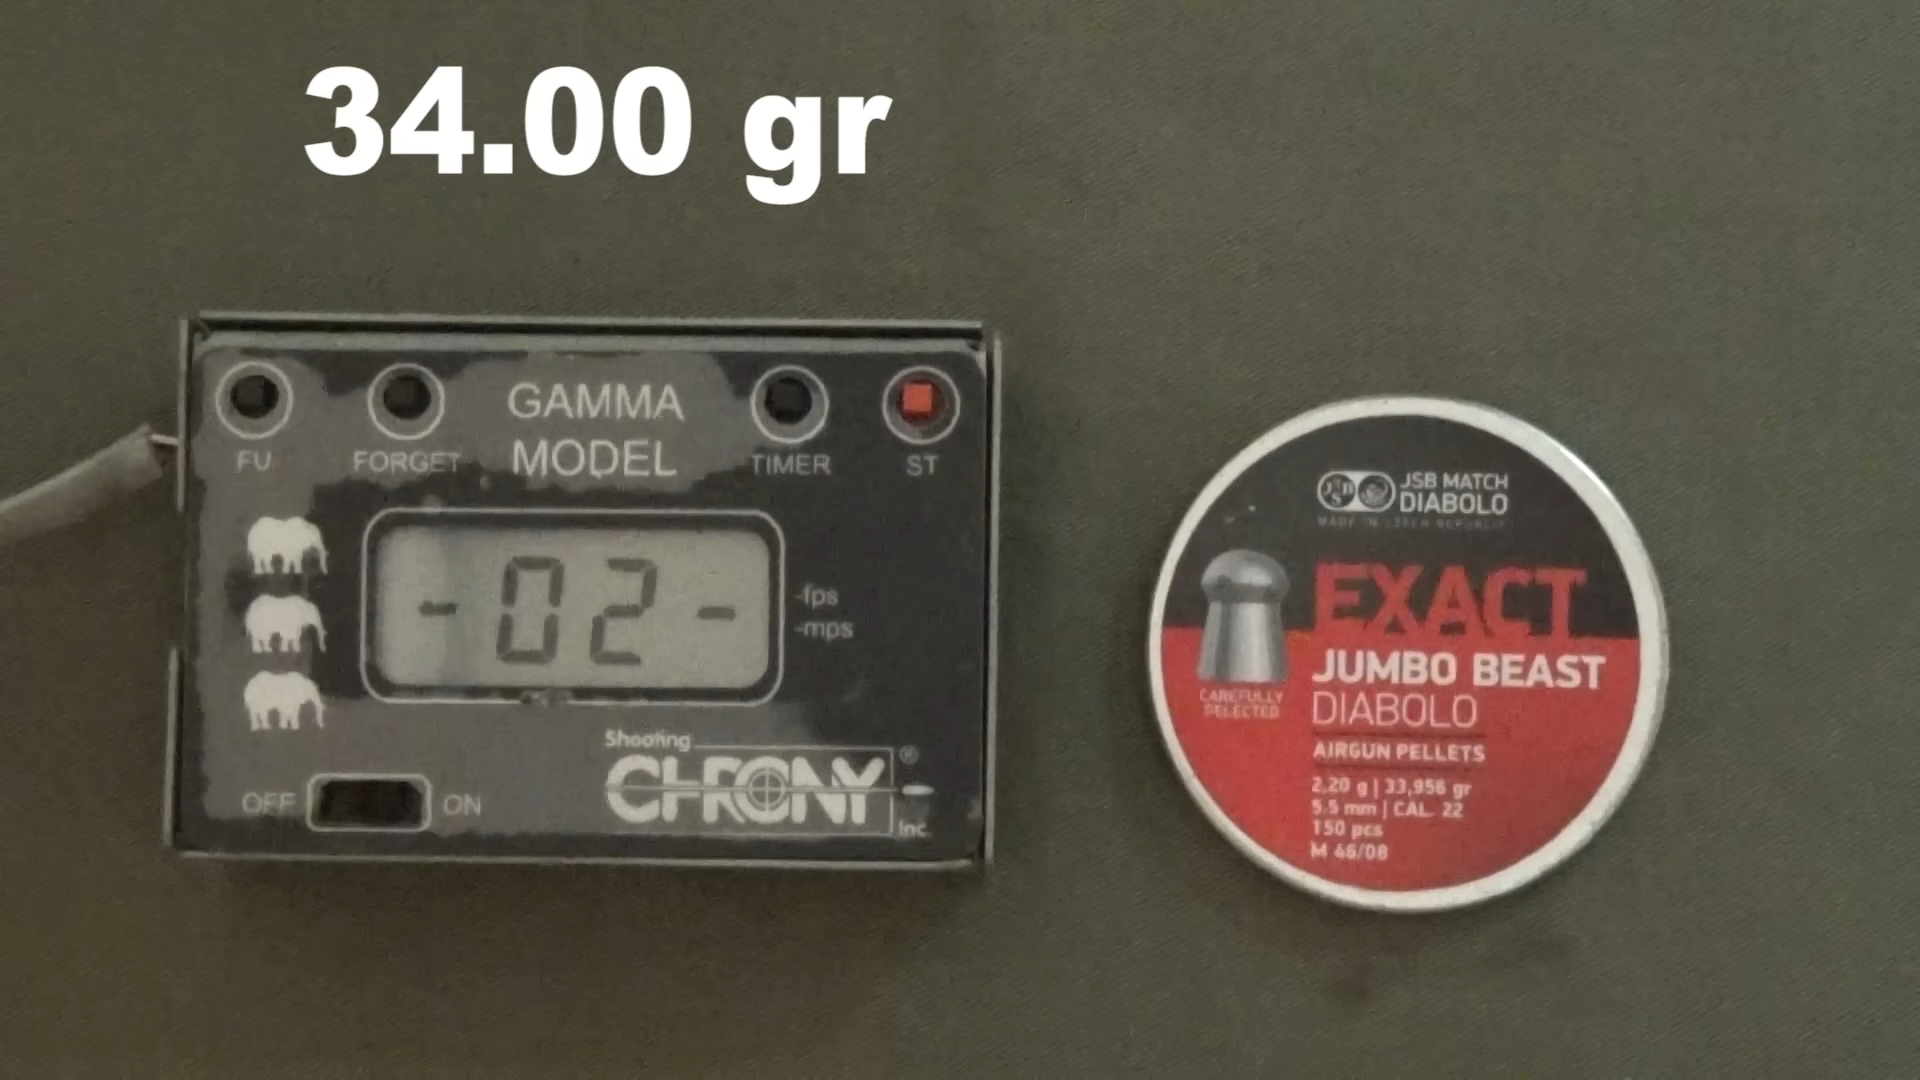 34.00 gr
FU
FORGET
GAMMA
MODEL
TIMER
ST
-02-
-fps
-mps
Shooting
CHRONY®
Inc.
OFF
ON
JSB
JSB MATCH
DIABOLO
MADE IN CZECH REPUBLIC
EXACT
JUMBO BEAST
DIABOLO
CAREFULLY
SELECTED
AIRGUN PELLETS
2,20 g | 33,956 gr
5.5 mm | CAL. 22
150 pcs
M 46/08